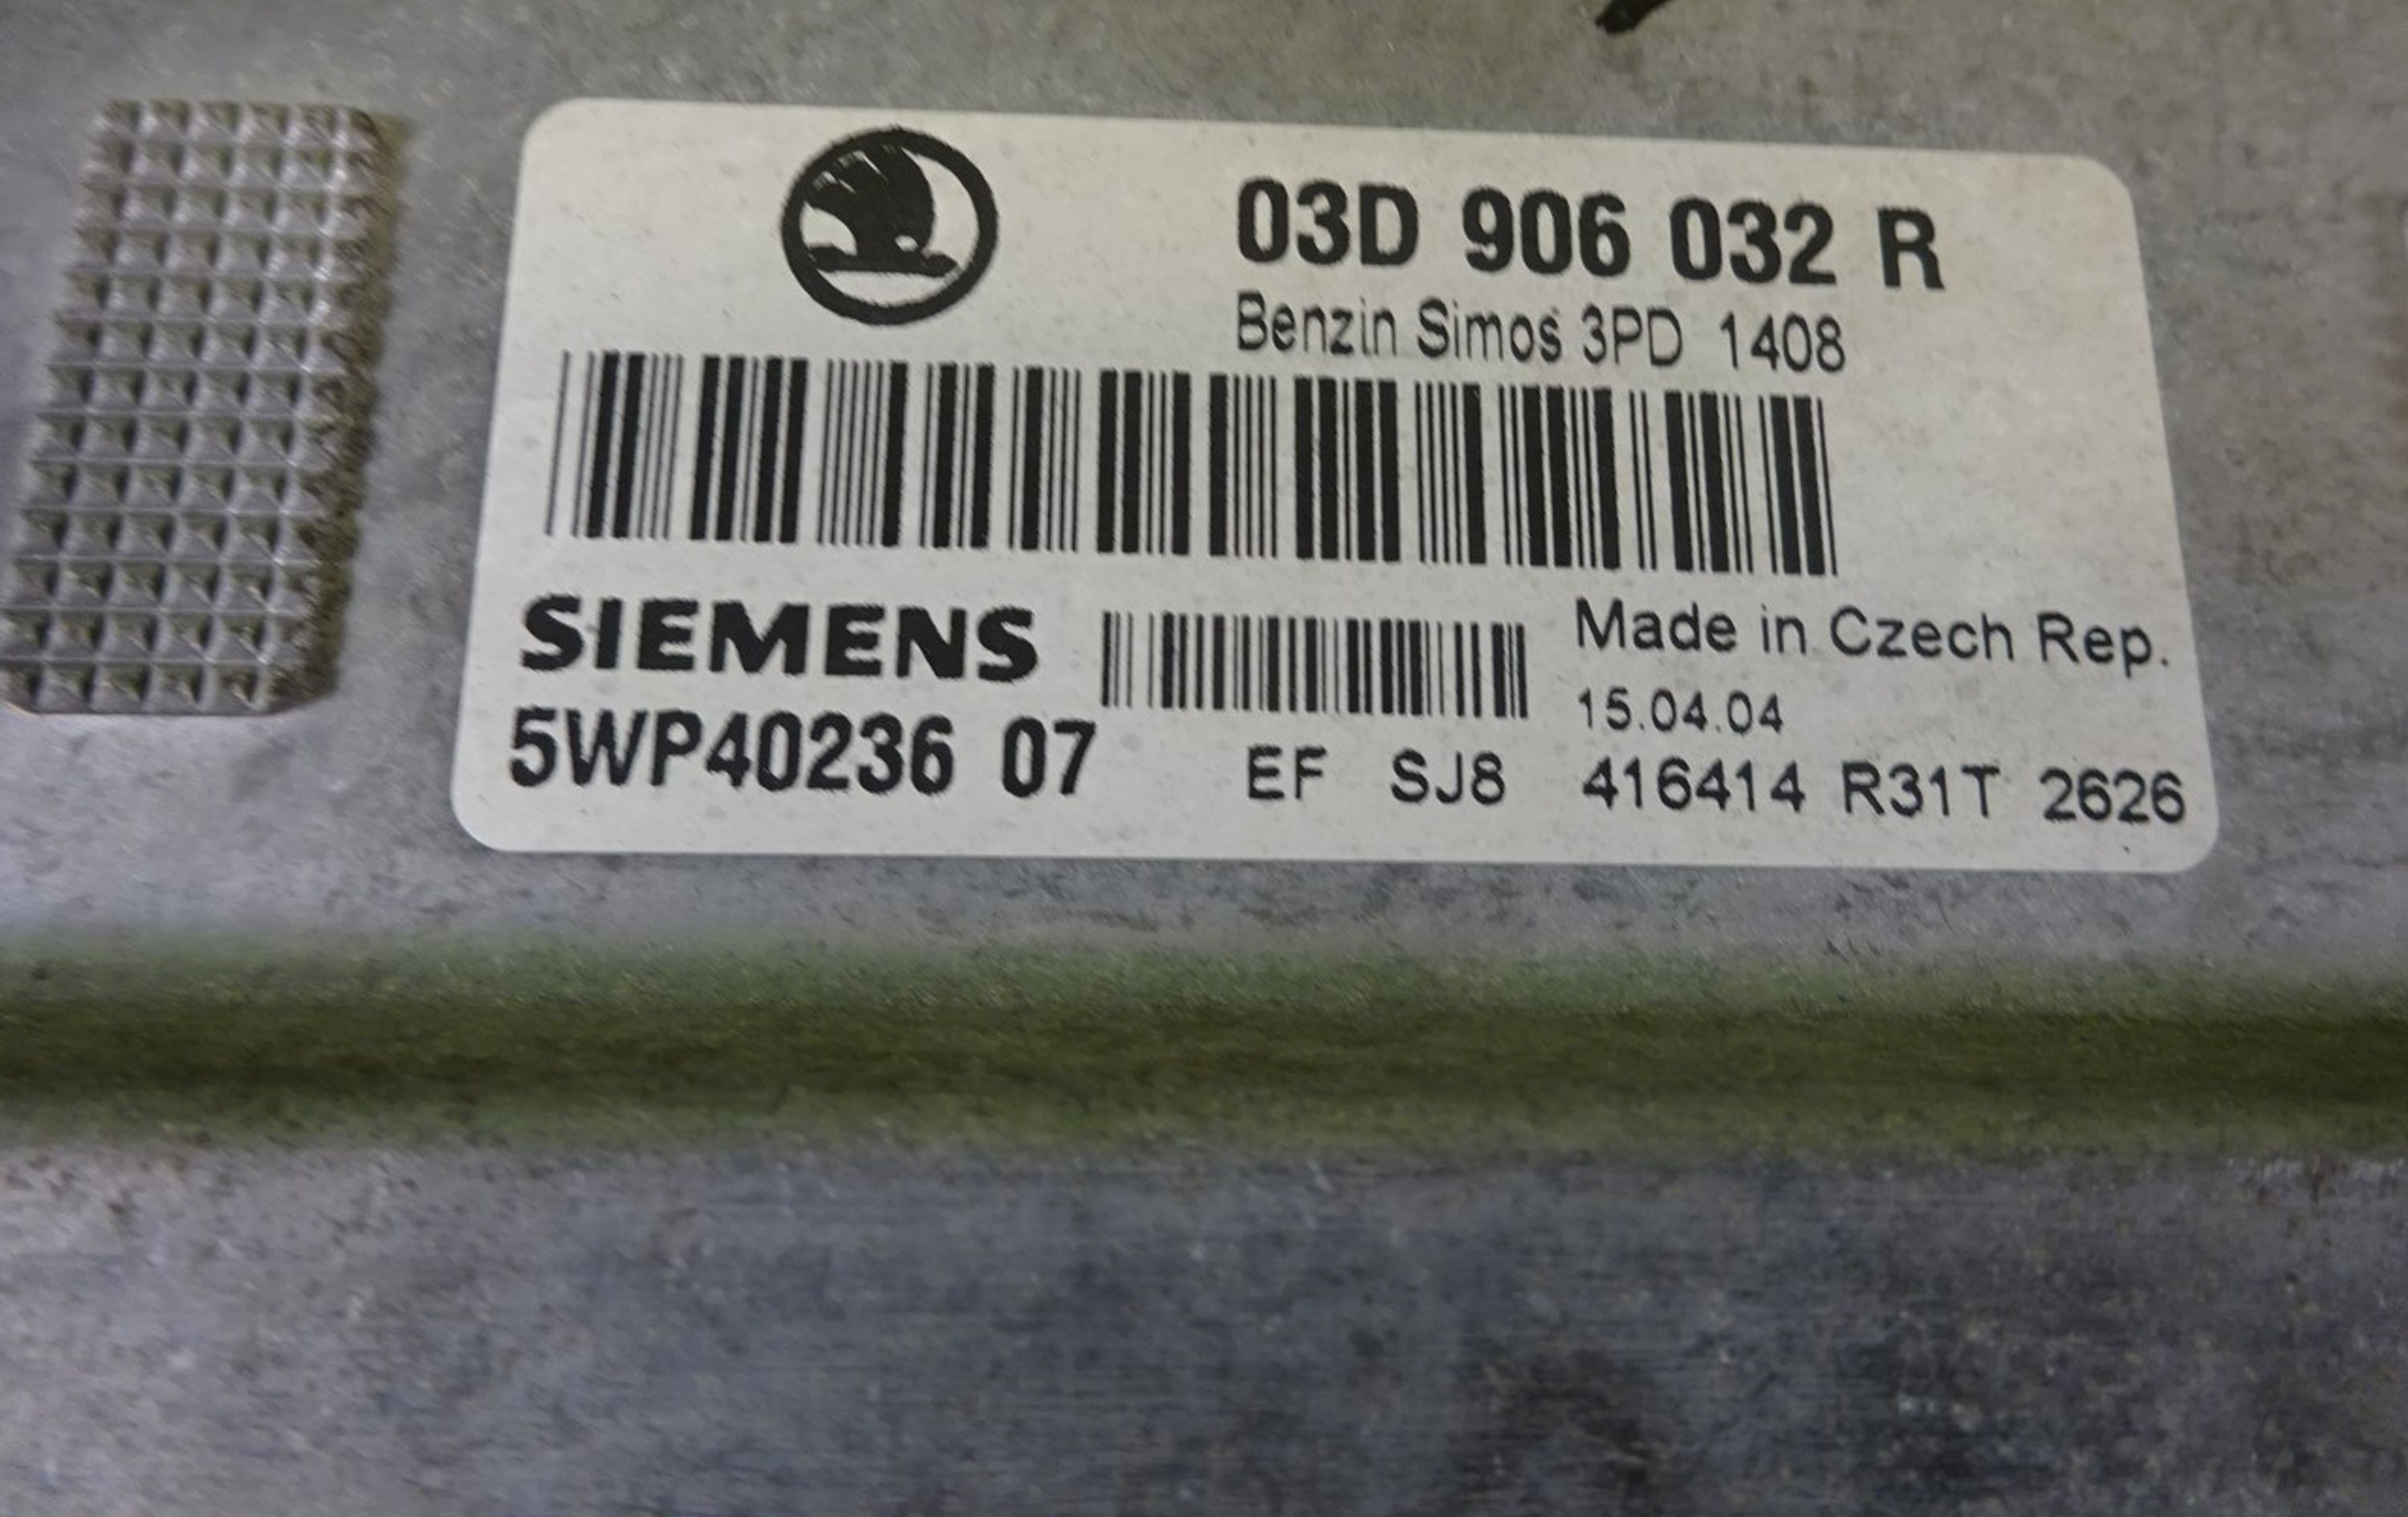 03D 906 032 R
Benzin Simos 3PD 1408
SIEMENS
Made in Czech Rep.
15.04.04
5WP40236 07
EF SJ8 416414 R31T 2626